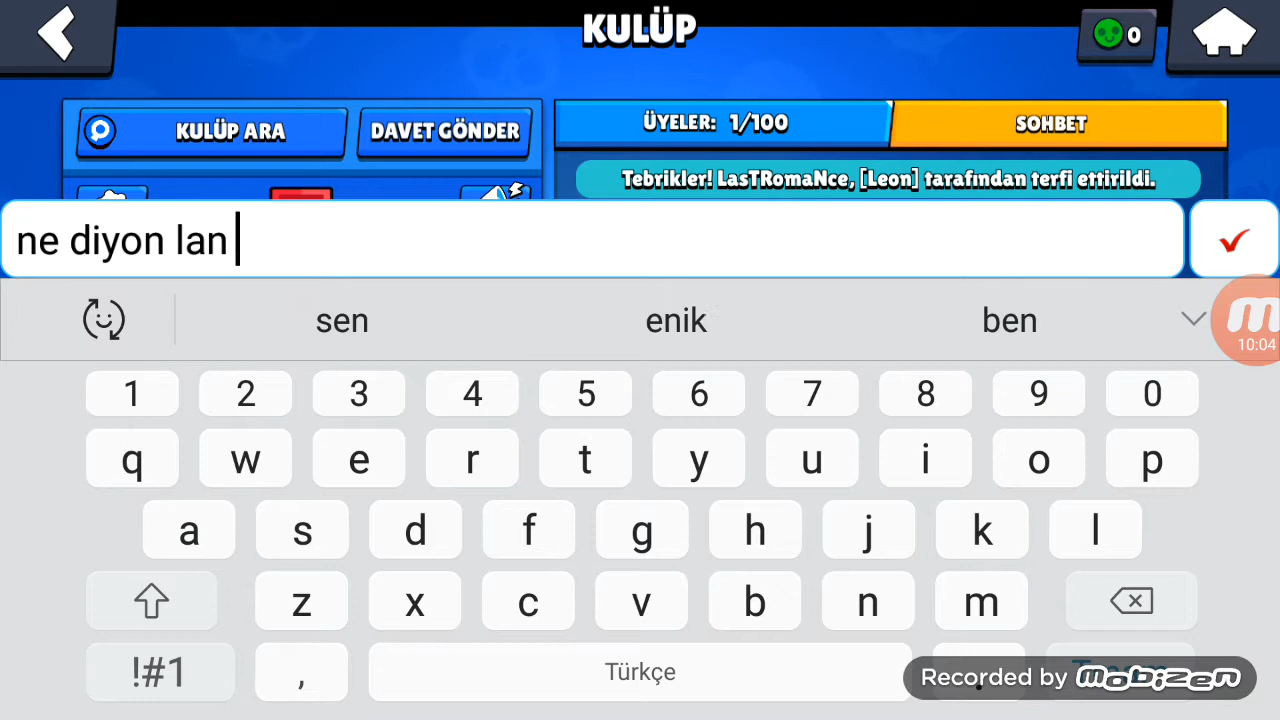 KULÜP
0
KULÜP ARA
DAVET GÖNDER
ÜYELER: 1/100
SOHBET
Tebrikler! LasTRomaNce, [Leon] tarafından terfi ettirildi.
ne diyon lan
sen enik ben
10:04
1 2 3 4 5 6 7 8 9 0
q w e r t y u i o p
a s d f g h j k l
z x c v b n m
!#1 , Türkçe .
Recorded by mobizen